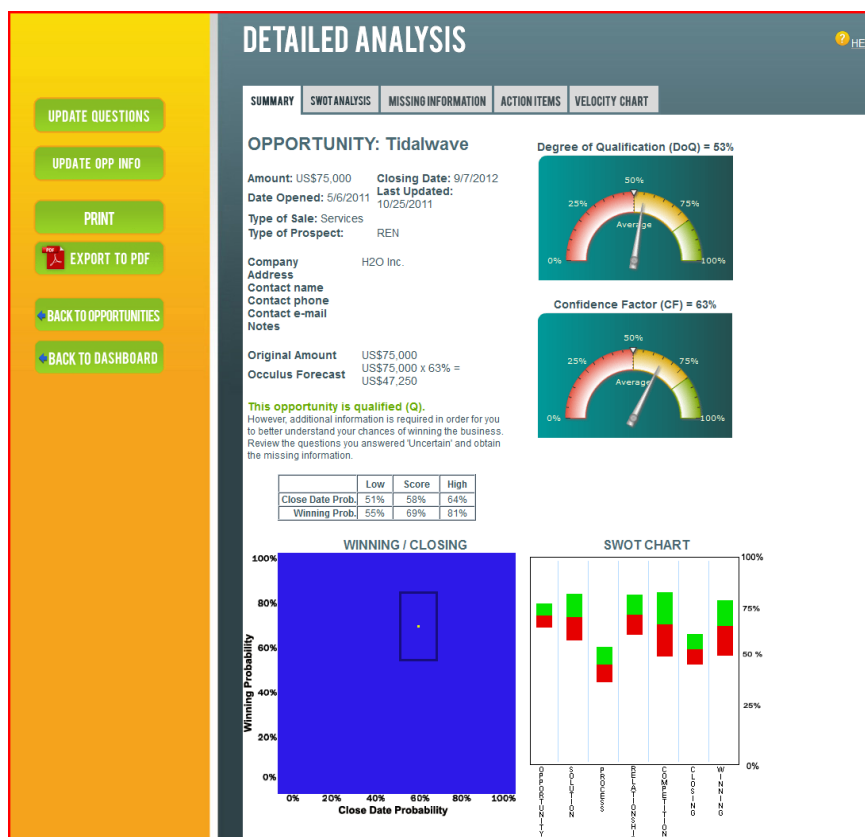 DETAILED ANALYSIS
? HE
UPDATE QUESTIONS
UPDATE OPP INFO
PRINT
PDF EXPORT TO PDF
BACK TO OPPORTUNITIES
BACK TO DASHBOARD
SUMMARY SWOT ANALYSIS MISSING INFORMATION ACTION ITEMS VELOCITY CHART
OPPORTUNITY: Tidalwave
Amount: US$75,000 Closing Date: 9/7/2012
Date Opened: 5/6/2011 Last Updated:
10/25/2011
Type of Sale: Services
Type of Prospect: REN
Company H2O Inc.
Address
Contact name
Contact phone
Contact e-mail
Notes
Original Amount US$75,000
Occulus Forecast US$75,000 x 63% =
US$47,250
This opportunity is qualified (Q).
However, additional information is required in order for you
to better understand your chances of winning the business.
Review the questions you answered 'Uncertain' and obtain
the missing information.
Low Score High
Close Date Prob. 51% 58% 64%
Winning Prob. 55% 69% 81%
Degree of Qualification (DoQ) = 53%
50%
25% 75%
Average
0% 100%
Confidence Factor (CF) = 63%
50%
25% 75%
Average
0% 100%
WINNING / CLOSING
100%
80%
60%
40%
20%
0%
Winning Probability
0% 20% 40% 60% 80% 100%
Close Date Probability
SWOT CHART
100%
75%
50 %
25%
0%
OPPORTUNITY
SOLUTION
PROCESS
RELATIONSHI
COMPETITION
CLOSING
WINNING